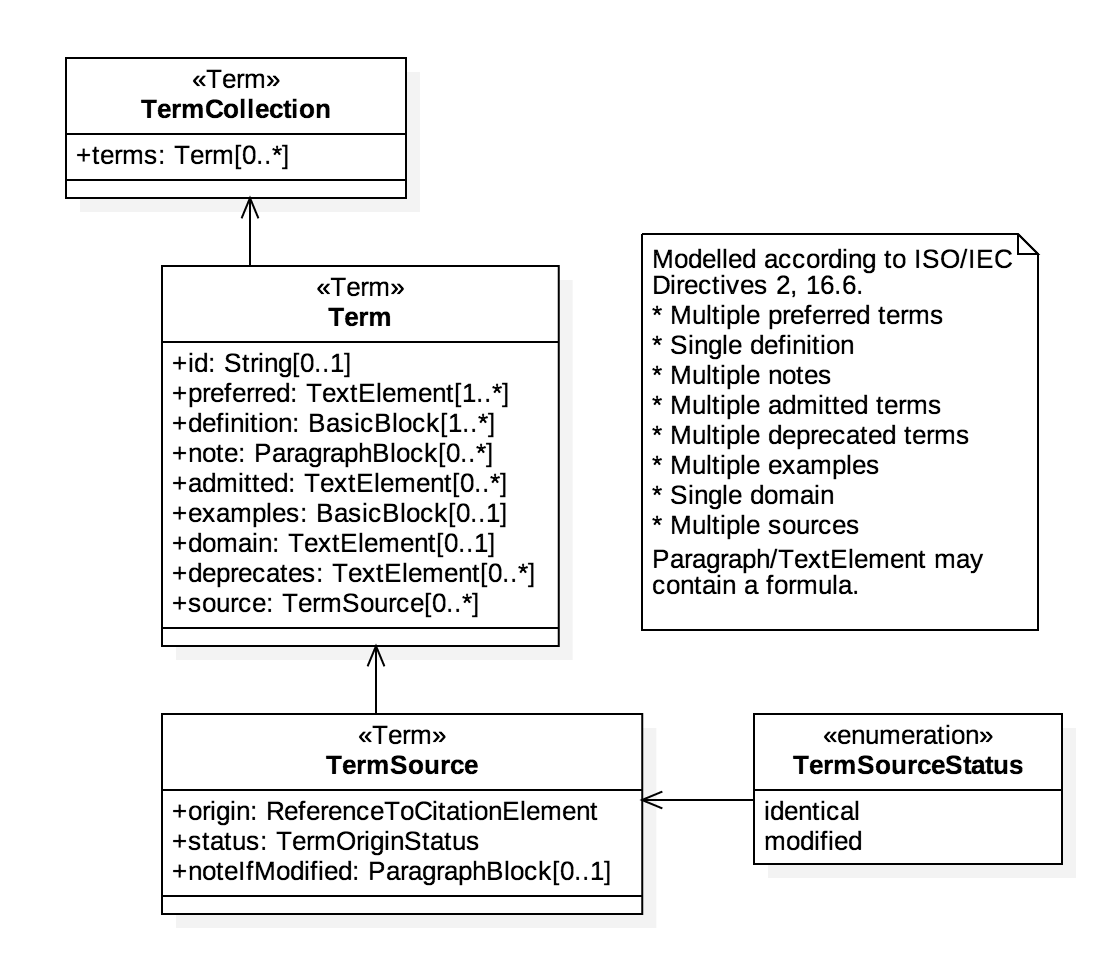 «Term»
TermCollection
+terms: Term[0..*]
«Term»
Term
+id: String[0..1]
+preferred: TextElement[1..*]
+definition: BasicBlock[1..*]
+note: ParagraphBlock[0..*]
+admitted: TextElement[0..*]
+examples: BasicBlock[0..1]
+domain: TextElement[0..1]
+deprecates: TextElement[0..*]
+source: TermSource[0..*]
Modelled according to ISO/IEC
Directives 2, 16.6.
* Multiple preferred terms
* Single definition
* Multiple notes
* Multiple admitted terms
* Multiple deprecated terms
* Multiple examples
* Single domain
* Multiple sources
Paragraph/TextElement may
contain a formula.
«Term»
TermSource
+origin: ReferenceToCitationElement
+status: TermOriginStatus
+noteIfModified: ParagraphBlock[0..1]
«enumeration»
TermSourceStatus
identical
modified